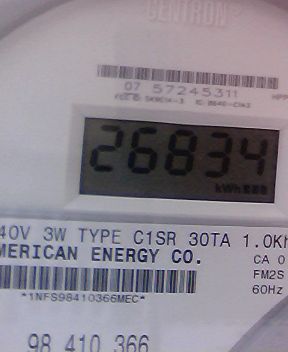 CENTRON®
07 57245311
26834
kWh
40V 3W TYPE C1SR 30TA 1.0Kh
MERICAN ENERGY CO.
CA 0
FM2S
60Hz
*1NFS98410366MEC*
98 410 366